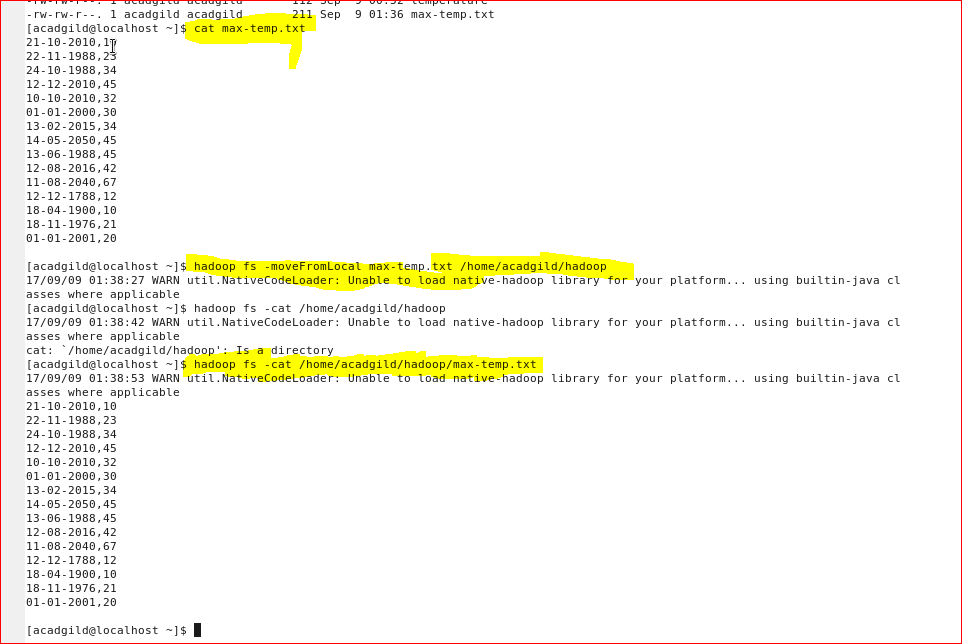 -rw-rw-r--. 1 acadgild acadgild       112 Sep  9 00:52 temperature
-rw-rw-r--. 1 acadgild acadgild       211 Sep  9 01:36 max-temp.txt
[acadgild@localhost ~]$ cat max-temp.txt
21-10-2010,10
22-11-1988,23
24-10-1988,34
12-12-2010,45
10-10-2010,32
01-01-2000,30
13-02-2015,34
14-05-2050,45
13-06-1988,45
12-08-2016,42
11-08-2040,67
12-12-1788,12
18-04-1900,10
18-11-1976,21
01-01-2001,20
[acadgild@localhost ~]$ hadoop fs -moveFromLocal max-temp.txt /home/acadgild/hadoop
17/09/09 01:38:27 WARN util.NativeCodeLoader: Unable to load native-hadoop library for your platform... using builtin-java cl
asses where applicable
[acadgild@localhost ~]$ hadoop fs -cat /home/acadgild/hadoop
17/09/09 01:38:42 WARN util.NativeCodeLoader: Unable to load native-hadoop library for your platform... using builtin-java cl
asses where applicable
cat: `/home/acadgild/hadoop': Is a directory
[acadgild@localhost ~]$ hadoop fs -cat /home/acadgild/hadoop/max-temp.txt
17/09/09 01:38:53 WARN util.NativeCodeLoader: Unable to load native-hadoop library for your platform... using builtin-java cl
asses where applicable
21-10-2010,10
22-11-1988,23
24-10-1988,34
12-12-2010,45
10-10-2010,32
01-01-2000,30
13-02-2015,34
14-05-2050,45
13-06-1988,45
12-08-2016,42
11-08-2040,67
12-12-1788,12
18-04-1900,10
18-11-1976,21
01-01-2001,20
[acadgild@localhost ~]$